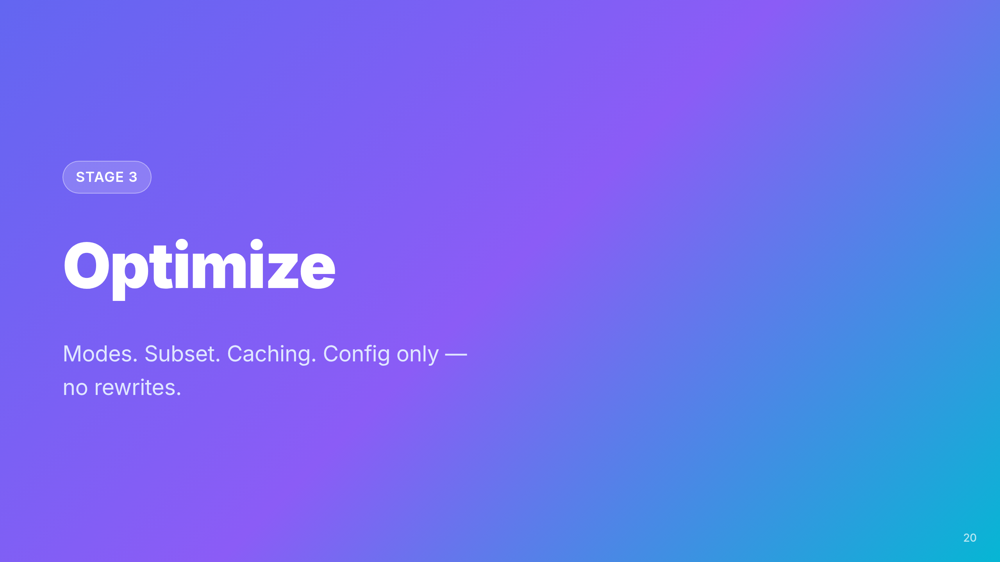 STAGE 3
Optimize
Modes. Subset. Caching. Config only —
no rewrites.
20